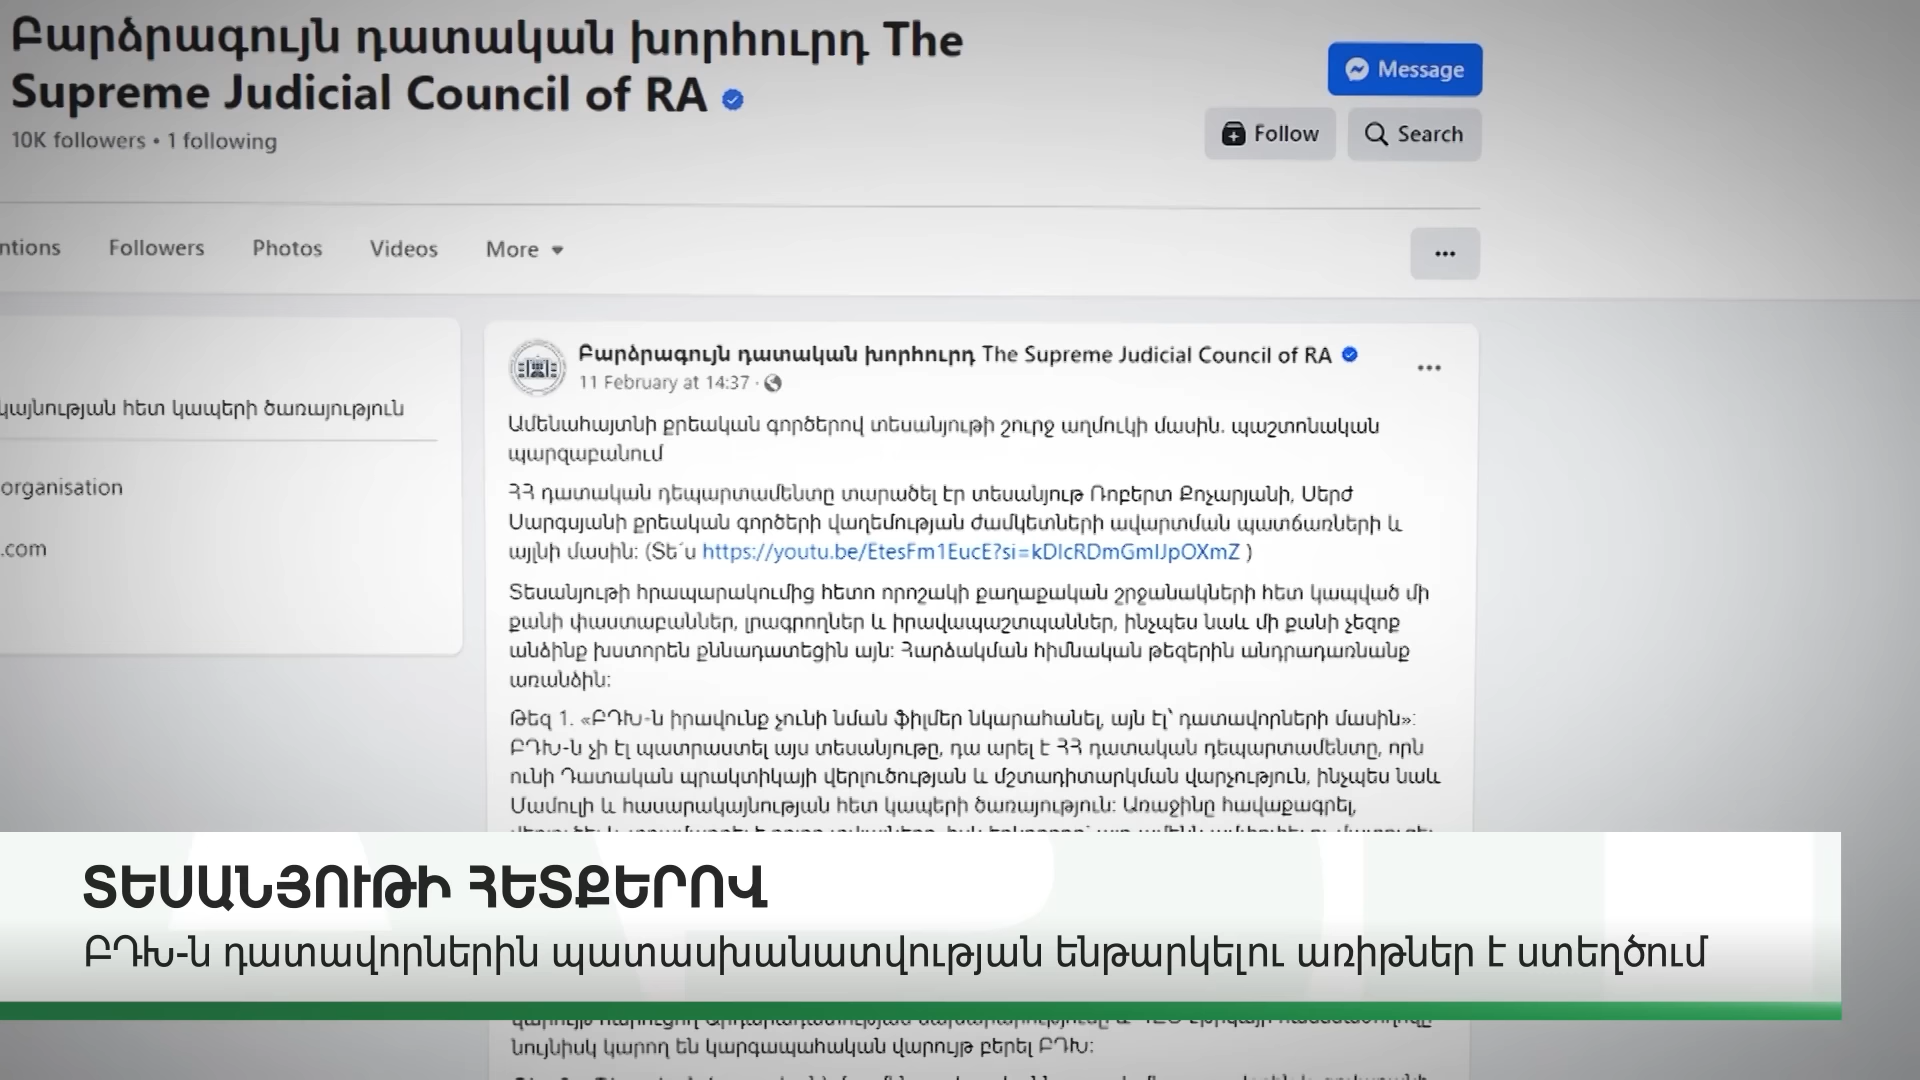 Բարձրագույն դատական խորհուրդ The
Supreme Judicial Council of RA
10K followers • 1 following
Message
Follow
Search
ntions
Followers
Photos
Videos
More
կայնության հետ կապերի ծառայություն
organisation
.com
Բարձրագույն դատական խորհուրդ The Supreme Judicial Council of RA
11 February at 14:37 ·
Ամենահայտնի քրեական գործերով տեսանյութի շուրջ աղմուկի մասին. պաշտոնական
պարզաբանում
ՀՀ դատական դեպարտամենտը տարածել էր տեսանյութ Ռոբերտ Քոչարյանի, Սերժ
Սարգսյանի քրեական գործերի վաղեմության ժամկետների ավարտման պատճառների և
այլնի մասին: (Տե՛ս https://youtu.be/EtesFm1EucE?si=kDlcRDmGmIJpOXmZ )
Տեսանյութի հրապարակումից հետո որոշակի քաղաքական շրջանակների հետ կապված մի
քանի փաստաբաններ, լրագրողներ և իրավապաշտպաններ, ինչպես նաև մի քանի չեզոք
անձինք խստորեն քննադատեցին այն: Հարձակման հիմնական թեզերին անդրադառնանք
առանձին:
Թեզ 1. «ԲԴԽ-ն իրավունք չունի նման ֆիլմեր նկարահանել, այն էլ՝ դատավորների մասին»:
ԲԴԽ-ն չի էլ պատրաստել այս տեսանյութը, դա արել է ՀՀ դատական դեպարտամենտը, որն
ունի Դատական պրակտիկայի վերլուծության և մշտադիտարկման վարչություն, ինչպես նաև
Մամուլի և հասարակայնության հետ կապերի ծառայություն: Առաջինը հավաքագրել,
ՏԵՍԱՆՅՈՒԹԻ ՀԵՏՔԵՐՈՎ
ԲԴԽ-ն դատավորներին պատասխանատվության ենթարկելու առիթներ է ստեղծում
նույնիսկ կարող են կարգապահական վարույթ բերել ԲԴԽ: